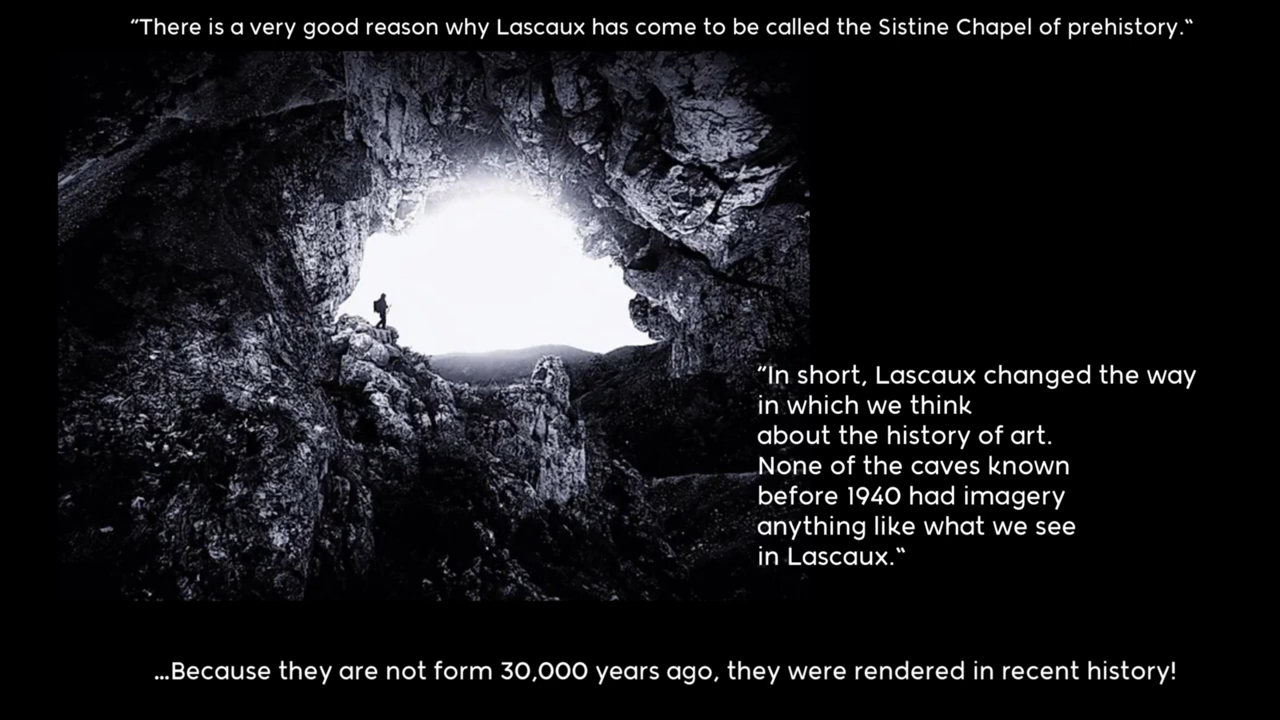 “There is a very good reason why Lascaux has come to be called the Sistine Chapel of prehistory.“
“In short, Lascaux changed the way
in which we think
about the history of art.
None of the caves known
before 1940 had imagery
anything like what we see
in Lascaux.“
...Because they are not form 30,000 years ago, they were rendered in recent history!